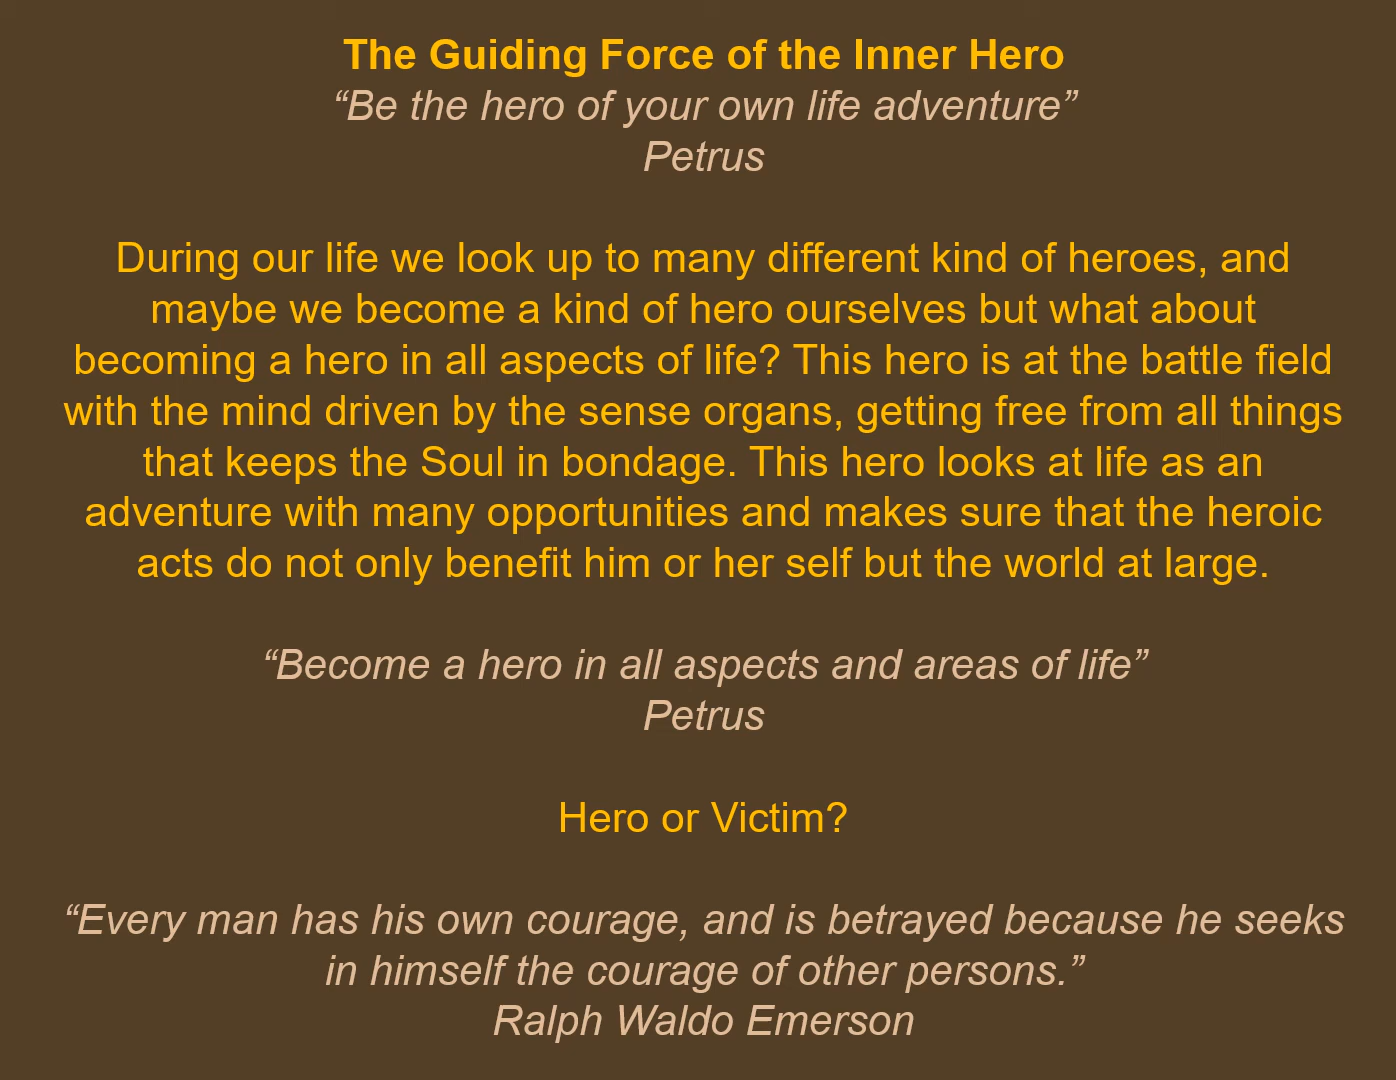 The Guiding Force of the Inner Hero
“Be the hero of your own life adventure”
Petrus
During our life we look up to many different kind of heroes, and
maybe we become a kind of hero ourselves but what about
becoming a hero in all aspects of life? This hero is at the battle field
with the mind driven by the sense organs, getting free from all things
that keeps the Soul in bondage. This hero looks at life as an
adventure with many opportunities and makes sure that the heroic
acts do not only benefit him or her self but the world at large.
“Become a hero in all aspects and areas of life”
Petrus
Hero or Victim?
“Every man has his own courage, and is betrayed because he seeks
in himself the courage of other persons.”
Ralph Waldo Emerson